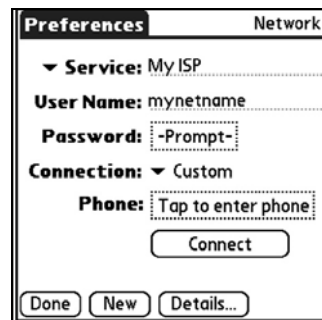 Preferences Network
Service: My ISP
User Name: mynetname
Password: -Prompt-
Connection: Custom
Phone: Tap to enter phone
Connect
Done New Details...